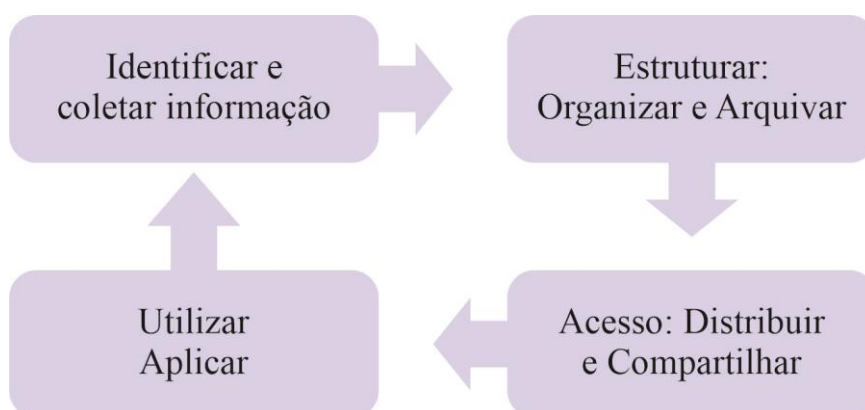 Identificar e
coletar informação
Estruturar:
Organizar e Arquivar
Acesso: Distribuir
e Compartilhar
Utilizar
Aplicar